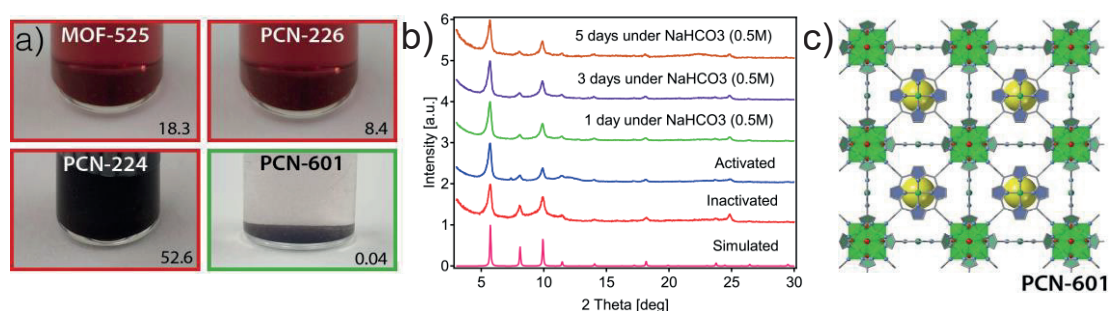 a)
MOF-525
18.3
PCN-226
8.4
PCN-224
52.6
PCN-601
0.04
b)
Intensity [a.u.]
6
5
4
3
2
1
0
5 days under NaHCO3 (0.5M)
3 days under NaHCO3 (0.5M)
1 day under NaHCO3 (0.5M)
Activated
Inactivated
Simulated
5
10
15
20
25
30
2 Theta [deg]
c)
PCN-601